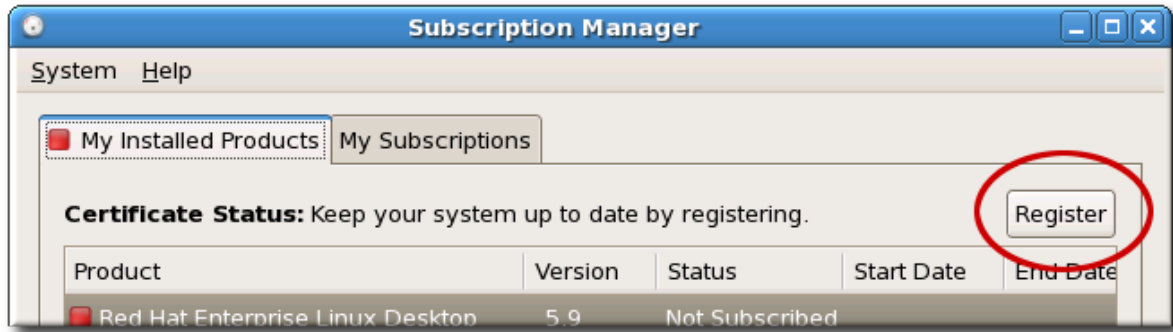 Subscription Manager
System Help
My Installed Products My Subscriptions
Certificate Status: Keep your system up to date by registering. Register
Product Version Status Start Date End Date
Red Hat Enterprise Linux Desktop 5.9 Not Subscribed